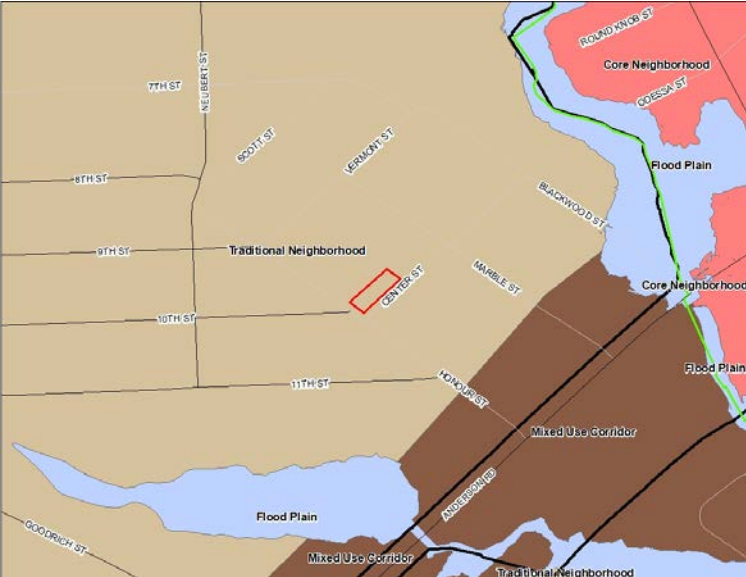 ROUND KNOB ST
Core Neighborhood
7TH ST
NEUBERT ST
ODESSA ST
SCOTT ST
VERMONT ST
Flood Plain
8TH ST
BLACKWOOD ST
9TH ST
Traditional Neighborhood
MARBLE ST
CENTER ST
Core Neighborhood
10TH ST
Flood Plain
11TH ST
HONOUR ST
Mixed Use Corridor
ANDERSON RD
Flood Plain
GOODRICH ST
Mixed Use Corridor
Traditional Neighborhood